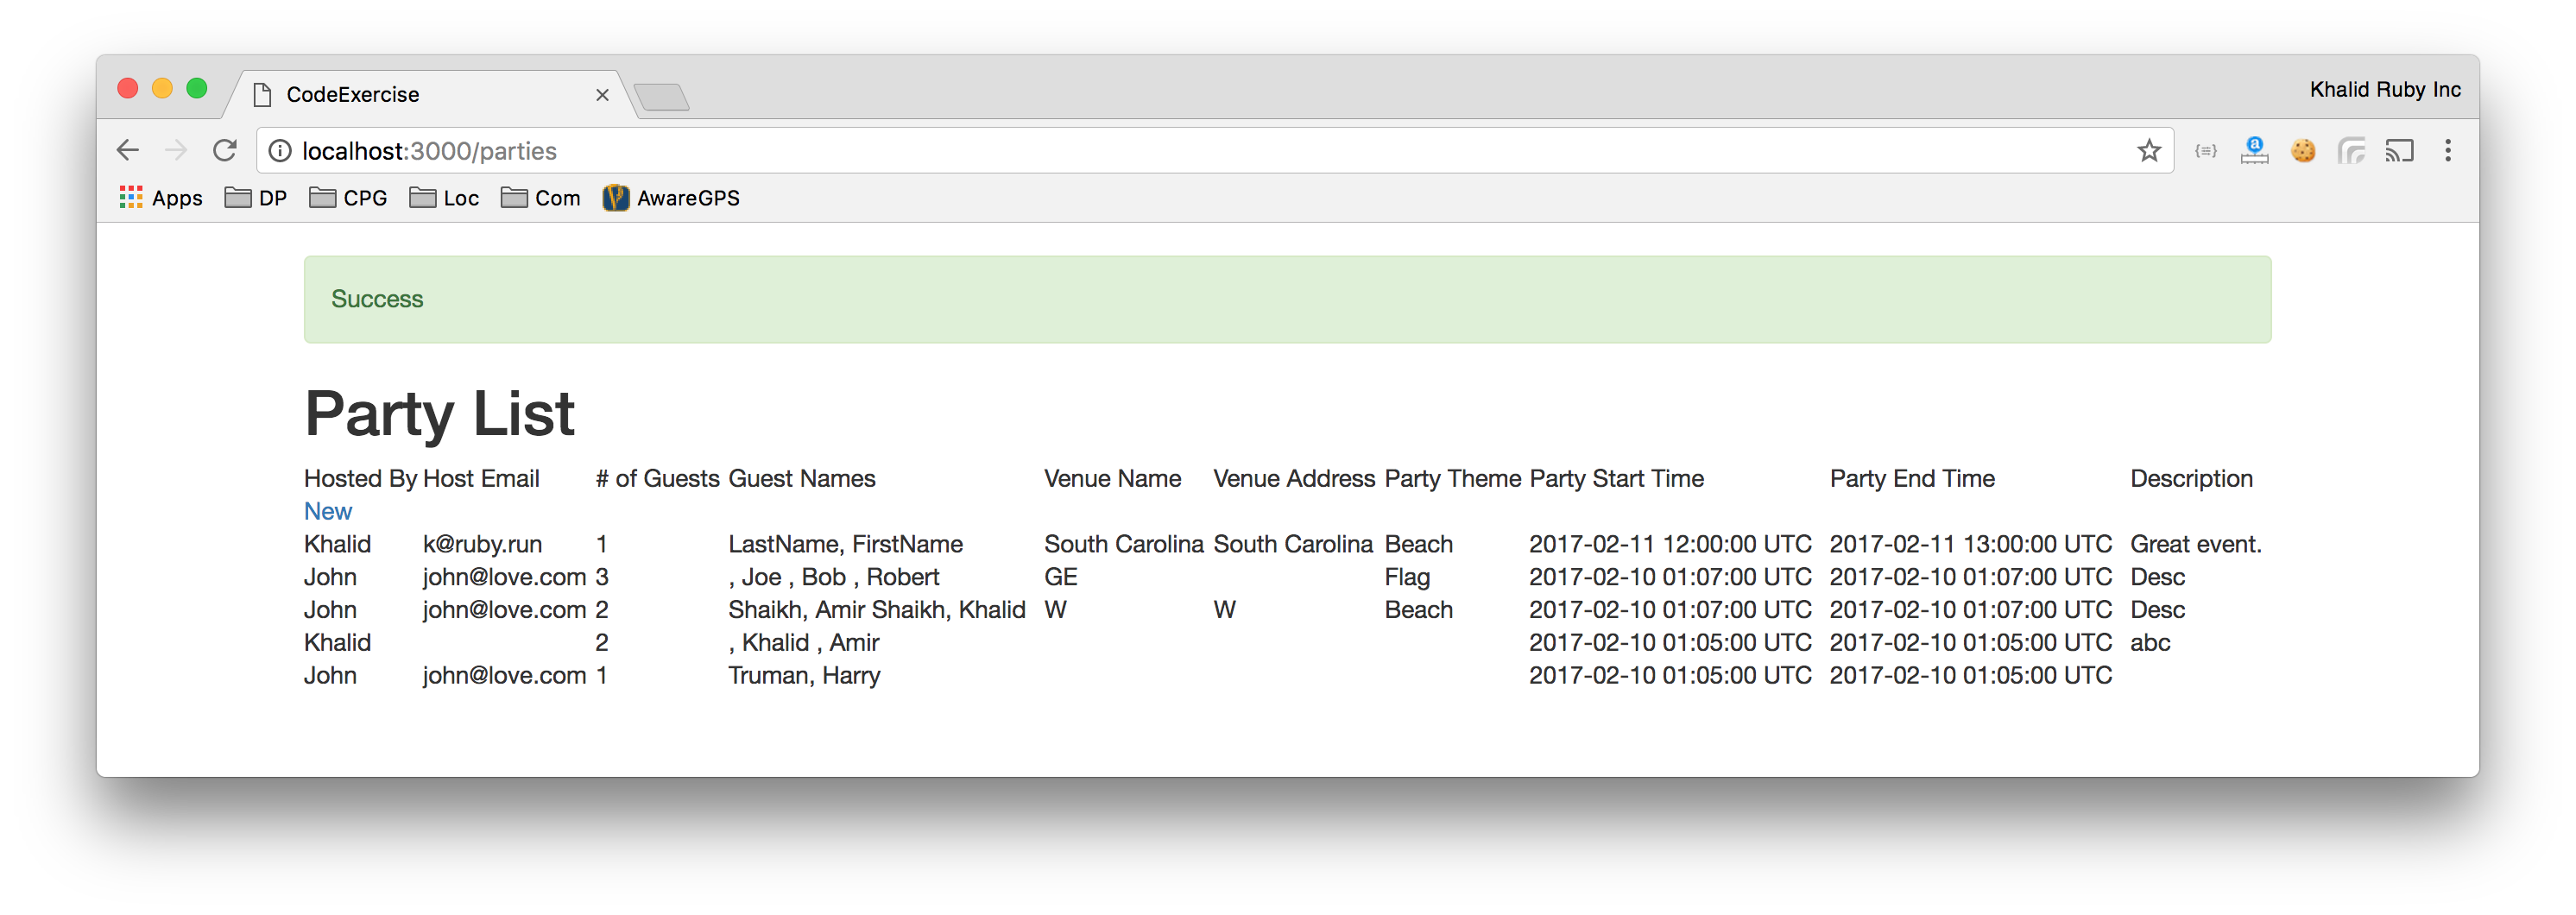 CodeExercise
Khalid Ruby Inc
localhost:3000/parties
Apps DP CPG Loc Com AwareGPS
Success
Party List
Hosted By Host Email # of Guests Guest Names Venue Name Venue Address Party Theme Party Start Time Party End Time Description
New
Khalid k@ruby.run 1 LastName, FirstName South Carolina South Carolina Beach 2017-02-11 12:00:00 UTC 2017-02-11 13:00:00 UTC Great event.
John john@love.com 3 , Joe , Bob , Robert GE Flag 2017-02-10 01:07:00 UTC 2017-02-10 01:07:00 UTC Desc
John john@love.com 2 Shaikh, Amir Shaikh, Khalid W W Beach 2017-02-10 01:07:00 UTC 2017-02-10 01:07:00 UTC Desc
Khalid 2 , Khalid , Amir 2017-02-10 01:05:00 UTC 2017-02-10 01:05:00 UTC abc
John john@love.com 1 Truman, Harry 2017-02-10 01:05:00 UTC 2017-02-10 01:05:00 UTC